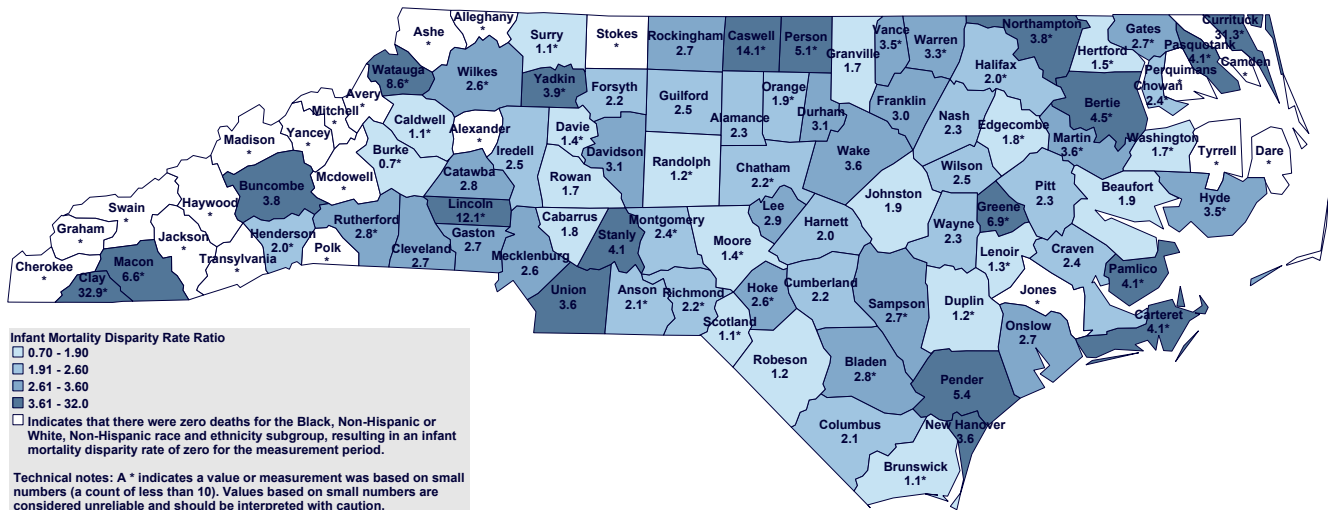 Alleghany
*
Ashe
*
Surry
1.1*
Stokes
*
Rockingham
2.7
Caswell
14.1*
Person
5.1*
Granville
1.7
Vance
3.5*
Warren
3.3*
Northampton
3.8*
Hertford
1.5*
Gates
2.7*
Currituck
31.3*
Pasquotank
4.1*
Camden
*
Perquimans
*
Chowan
2.4*
Halifax
2.0*
Bertie
4.5*
Watauga
8.6*
Wilkes
2.6*
Yadkin
3.9*
Forsyth
2.2
Guilford
2.5
Alamance
2.3
Orange
1.9*
Durham
3.1
Franklin
3.0
Nash
2.3
Edgecombe
1.8*
Martin
3.6*
Washington
1.7*
Tyrrell
*
Dare
*
Avery
*
Mitchell
*
Yancey
*
Madison
*
Caldwell
1.1*
Alexander
*
Davie
1.4*
Iredell
2.5
Davidson
3.1
Randolph
1.2*
Chatham
2.2*
Wake
3.6
Wilson
2.5
Pitt
2.3
Beaufort
1.9
Hyde
3.5*
Burke
0.7*
Mcdowell
*
Buncombe
3.8
Haywood
*
Swain
*
Graham
*
Cherokee
*
Clay
32.9*
Macon
6.6*
Jackson
*
Transylvania
*
Henderson
2.0*
Polk
*
Rutherford
2.8*
Cleveland
2.7
Catawba
2.8
Lincoln
12.1*
Gaston
2.7
Rowan
1.7
Cabarrus
1.8
Mecklenburg
2.6
Stanly
4.1
Montgomery
2.4*
Moore
1.4*
Lee
2.9
Harnett
2.0
Johnston
1.9
Wayne
2.3
Greene
6.9*
Lenoir
1.3*
Craven
2.4
Pamlico
4.1*
Union
3.6
Anson
2.1*
Richmond
2.2*
Hoke
2.6*
Cumberland
2.2
Sampson
2.7*
Duplin
1.2*
Jones
*
Onslow
2.7
Carteret
4.1*
Scotland
1.1*
Robeson
1.2
Bladen
2.8*
Pender
5.4
New Hanover
3.6
Columbus
2.1
Brunswick
1.1*
Infant Mortality Disparity Rate Ratio
0.70 - 1.90
1.91 - 2.60
2.61 - 3.60
3.61 - 32.0
Indicates that there were zero deaths for the Black, Non-Hispanic or
White, Non-Hispanic race and ethnicity subgroup, resulting in an infant
mortality disparity rate of zero for the measurement period.
Technical notes: A * indicates a value or measurement was based on small
numbers (a count of less than 10). Values based on small numbers are
considered unreliable and should be interpreted with caution.